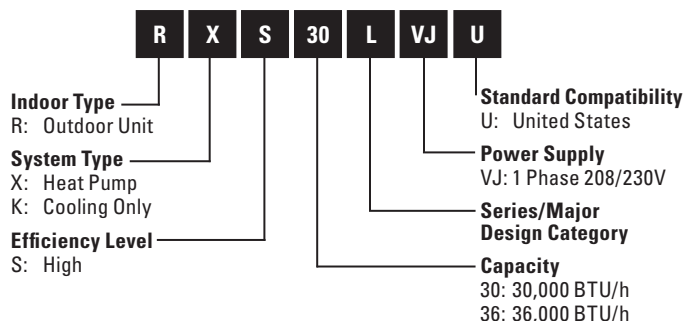 R X S 30 L VJ U
Indoor Type
R: Outdoor Unit
System Type
X: Heat Pump
K: Cooling Only
Efficiency Level
S: High
Standard Compatibility
U: United States
Power Supply
VJ: 1 Phase 208/230V
Series/Major
Design Category
Capacity
30: 30,000 BTU/h
36: 36,000 BTU/h